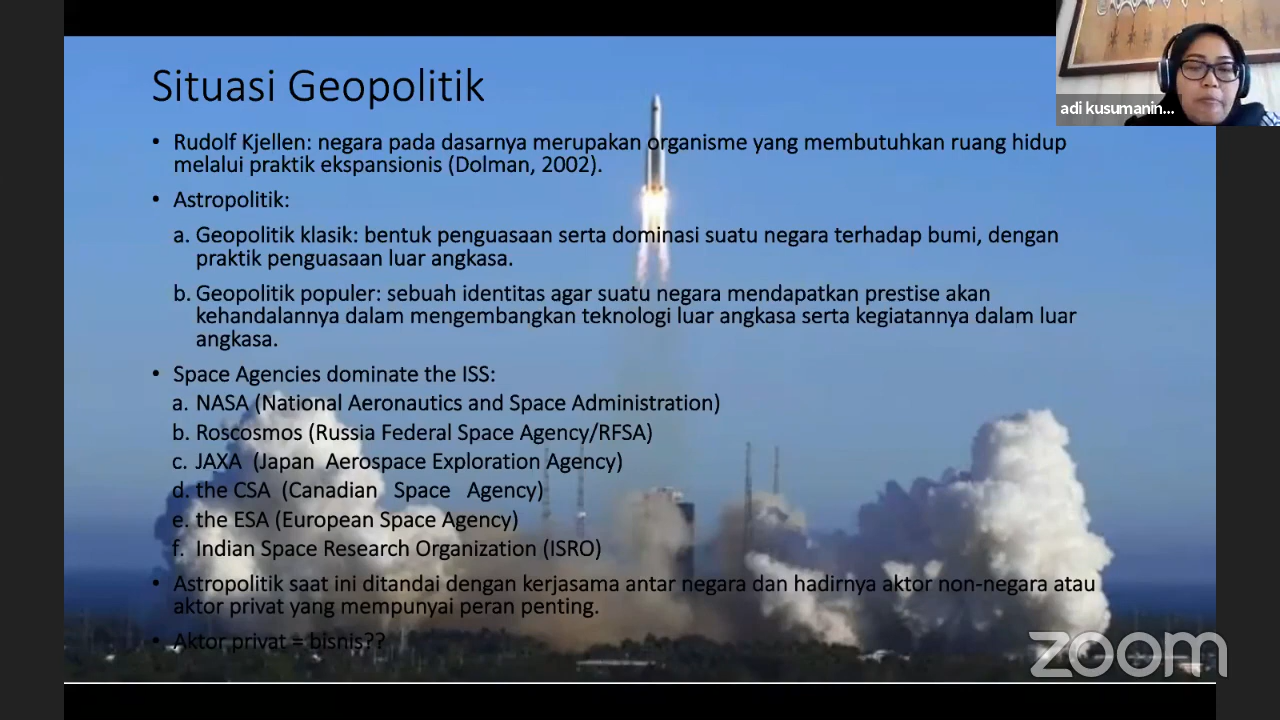 Situasi Geopolitik
adi kusumanin...
• Rudolf Kjellen: negara pada dasarnya merupakan organisme yang membutuhkan ruang hidup
melalui praktik ekspansionis (Dolman, 2002).
• Astropolitik:
a. Geopolitik klasik: bentuk penguasaan serta dominasi suatu negara terhadap bumi, dengan
praktik penguasaan luar angkasa.
b. Geopolitik populer: sebuah identitas agar suatu negara mendapatkan prestise akan
kehandalannya dalam mengembangkan teknologi luar angkasa serta kegiatannya dalam luar
angkasa.
• Space Agencies dominate the ISS:
a. NASA (National Aeronautics and Space Administration)
b. Roscosmos (Russia Federal Space Agency/RFSA)
c. JAXA (Japan Aerospace Exploration Agency)
d. the CSA (Canadian Space Agency)
e. the ESA (European Space Agency)
f. Indian Space Research Organization (ISRO)
• Astropolitik saat ini ditandai dengan kerjasama antar negara dan hadirnya aktor non-negara atau
aktor privat yang mempunyai peran penting.
• Aktor privat = bisnis??
zoom